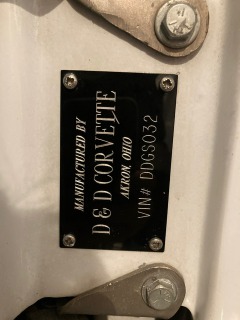 MANUFACTURED BY
D & D CORVETTE
AKRON, OHIO
VIN# DDGS032